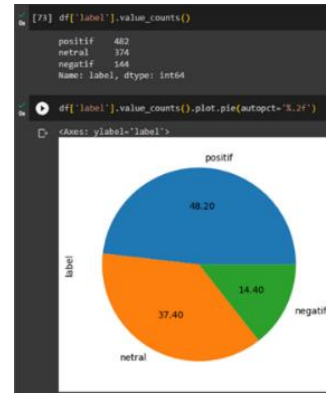 [73] df['label'].value_counts()
positif 482
netral 374
negatif 144
Name: label, dtype: int64
df['label'].value_counts().plot.pie(autopct='%.2f')
<Axes: ylabel='label'>
positif
48.20
label
14.40
negatif
37.40
netral